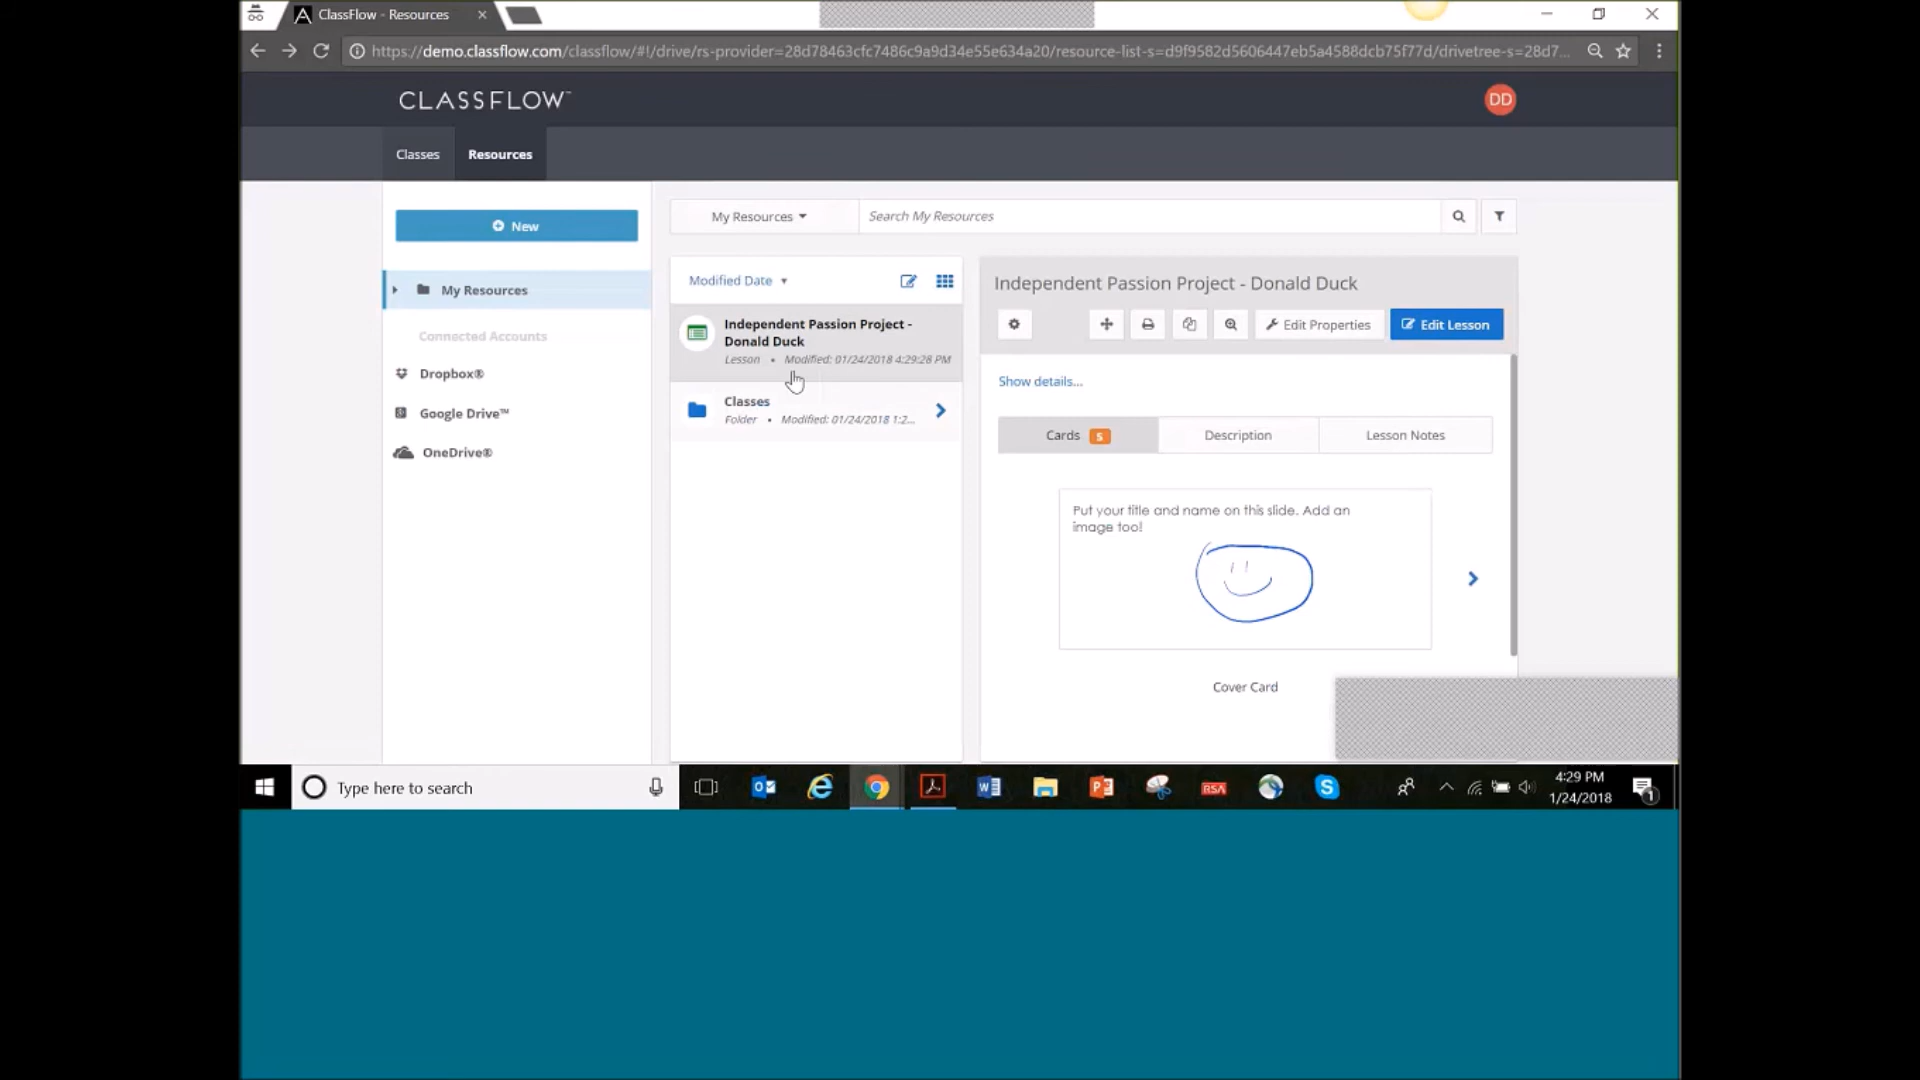 ClassFlow - Resources
https://demo.classflow.com/classflow/#!/drive/rs-provider=28d78463cfc7486c9a9d34e55e634a20/resource-list-s=d9f9582d5606447eb5a4588dcb75f77d/drivetree-s=28d7...
CLASSFLOW™
DD
Classes
Resources
New
My Resources
Search My Resources
My Resources
Connected Accounts
Dropbox®
Google Drive™
OneDrive®
Modified Date
Independent Passion Project -
Donald Duck
Lesson • Modified: 01/24/2018 4:29:28 PM
Classes
Folder • Modified: 01/24/2018 1:2...
Independent Passion Project - Donald Duck
Edit Properties
Edit Lesson
Show details...
Cards 5
Description
Lesson Notes
Put your title and name on this slide. Add an
image too!
Cover Card
Type here to search
RSA
4:29 PM
1/24/2018
1